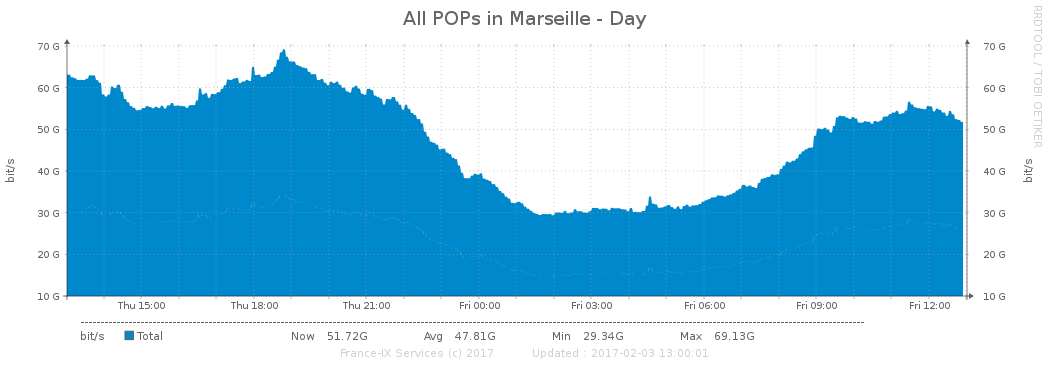 All POPs in Marseille - Day
RRDTOOL / TOBI OETIKER
bit/s
70 G
60 G
50 G
40 G
30 G
20 G
10 G
70 G
60 G
50 G
40 G
30 G
20 G
10 G
bit/s
Thu 15:00 Thu 18:00 Thu 21:00 Fri 00:00 Fri 03:00 Fri 06:00 Fri 09:00 Fri 12:00
bit/s Total Now 51.72G Avg 47.81G Min 29.34G Max 69.13G
France-IX Services (c) 2017 Updated : 2017-02-03 13:00:01